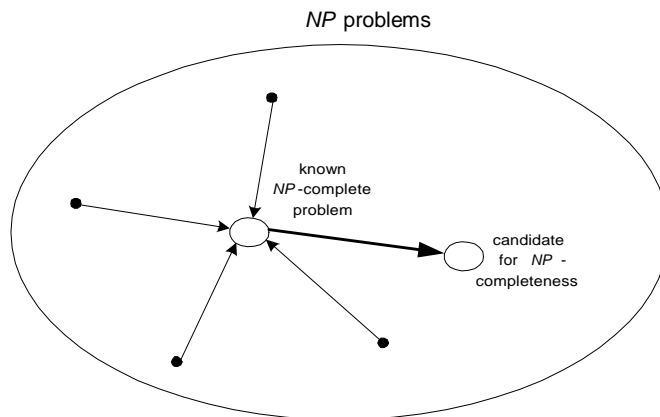 NP problems
known
NP-complete
problem
candidate
for NP -
completeness